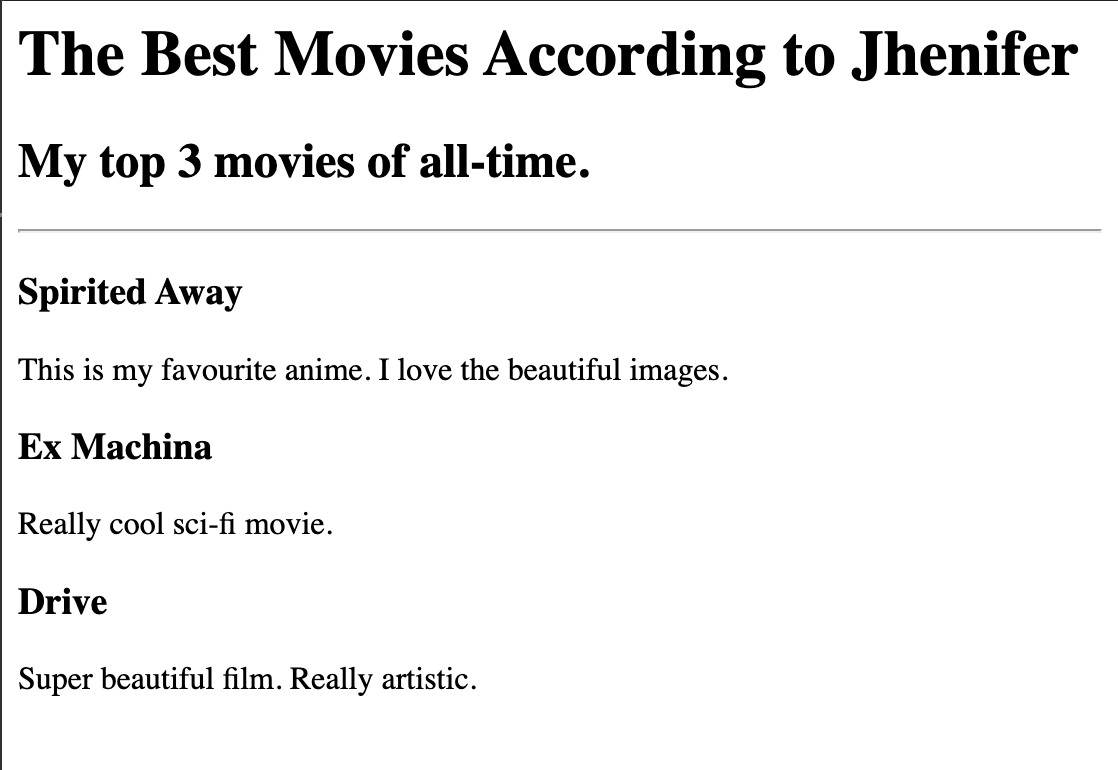 The Best Movies According to Jhenifer
My top 3 movies of all-time.
Spirited Away
This is my favourite anime. I love the beautiful images.
Ex Machina
Really cool sci-fi movie.
Drive
Super beautiful film. Really artistic.